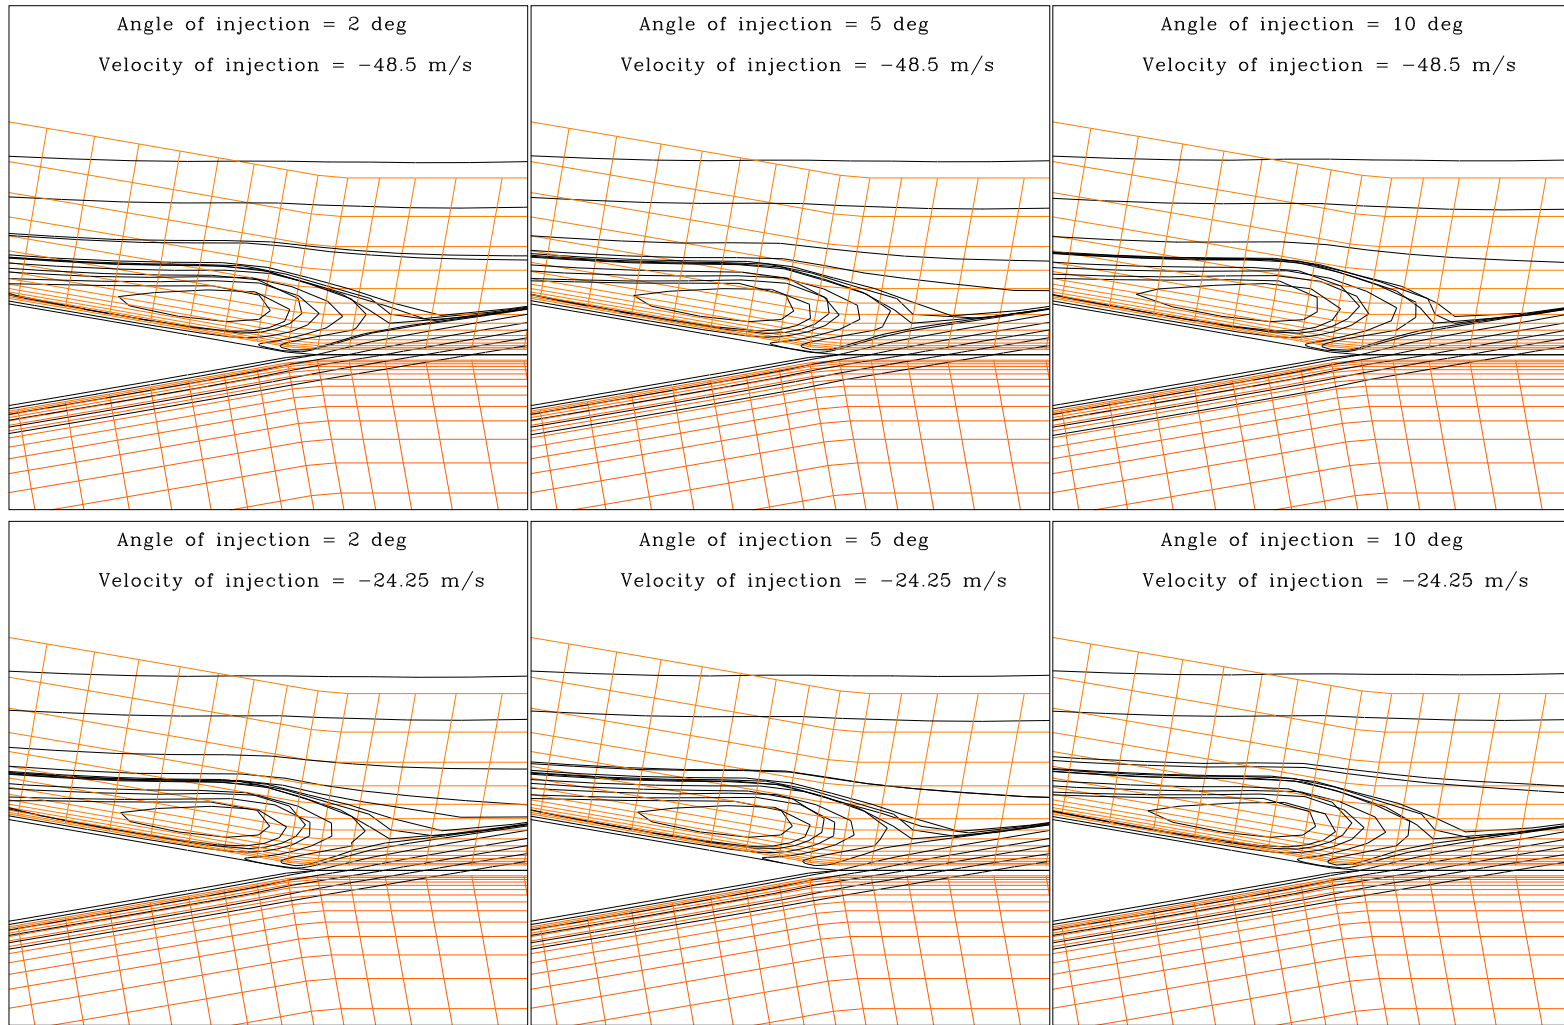 Angle of injection = 2 deg
Velocity of injection = −48.5 m/s
Angle of injection = 5 deg
Velocity of injection = −48.5 m/s
Angle of injection = 10 deg
Velocity of injection = −48.5 m/s
Angle of injection = 2 deg
Velocity of injection = −24.25 m/s
Angle of injection = 5 deg
Velocity of injection = −24.25 m/s
Angle of injection = 10 deg
Velocity of injection = −24.25 m/s